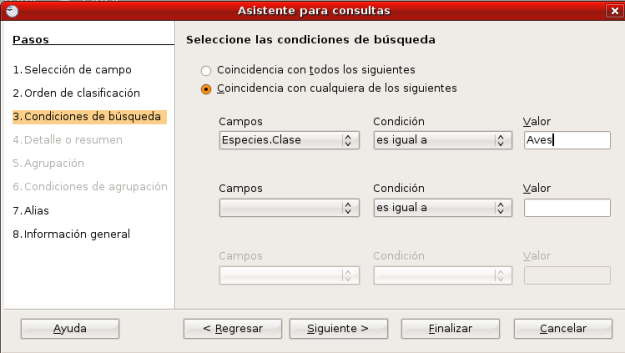 Asistente para consultas
Pasos
1.Selección de campo
2.Orden de clasificación
3.Condiciones de búsqueda
4.Detalle o resumen
5.Agrupación
6.Condiciones de agrupación
7.Alias
8.Información general
Seleccione las condiciones de búsqueda
Coincidencia con todos los siguientes
Coincidencia con cualquiera de los siguientes
Campos Condición Valor
Especies.Clase es igual a Aves
Campos Condición Valor
es igual a
Campos Condición Valor
Ayuda < Regresar Siguiente > Finalizar Cancelar